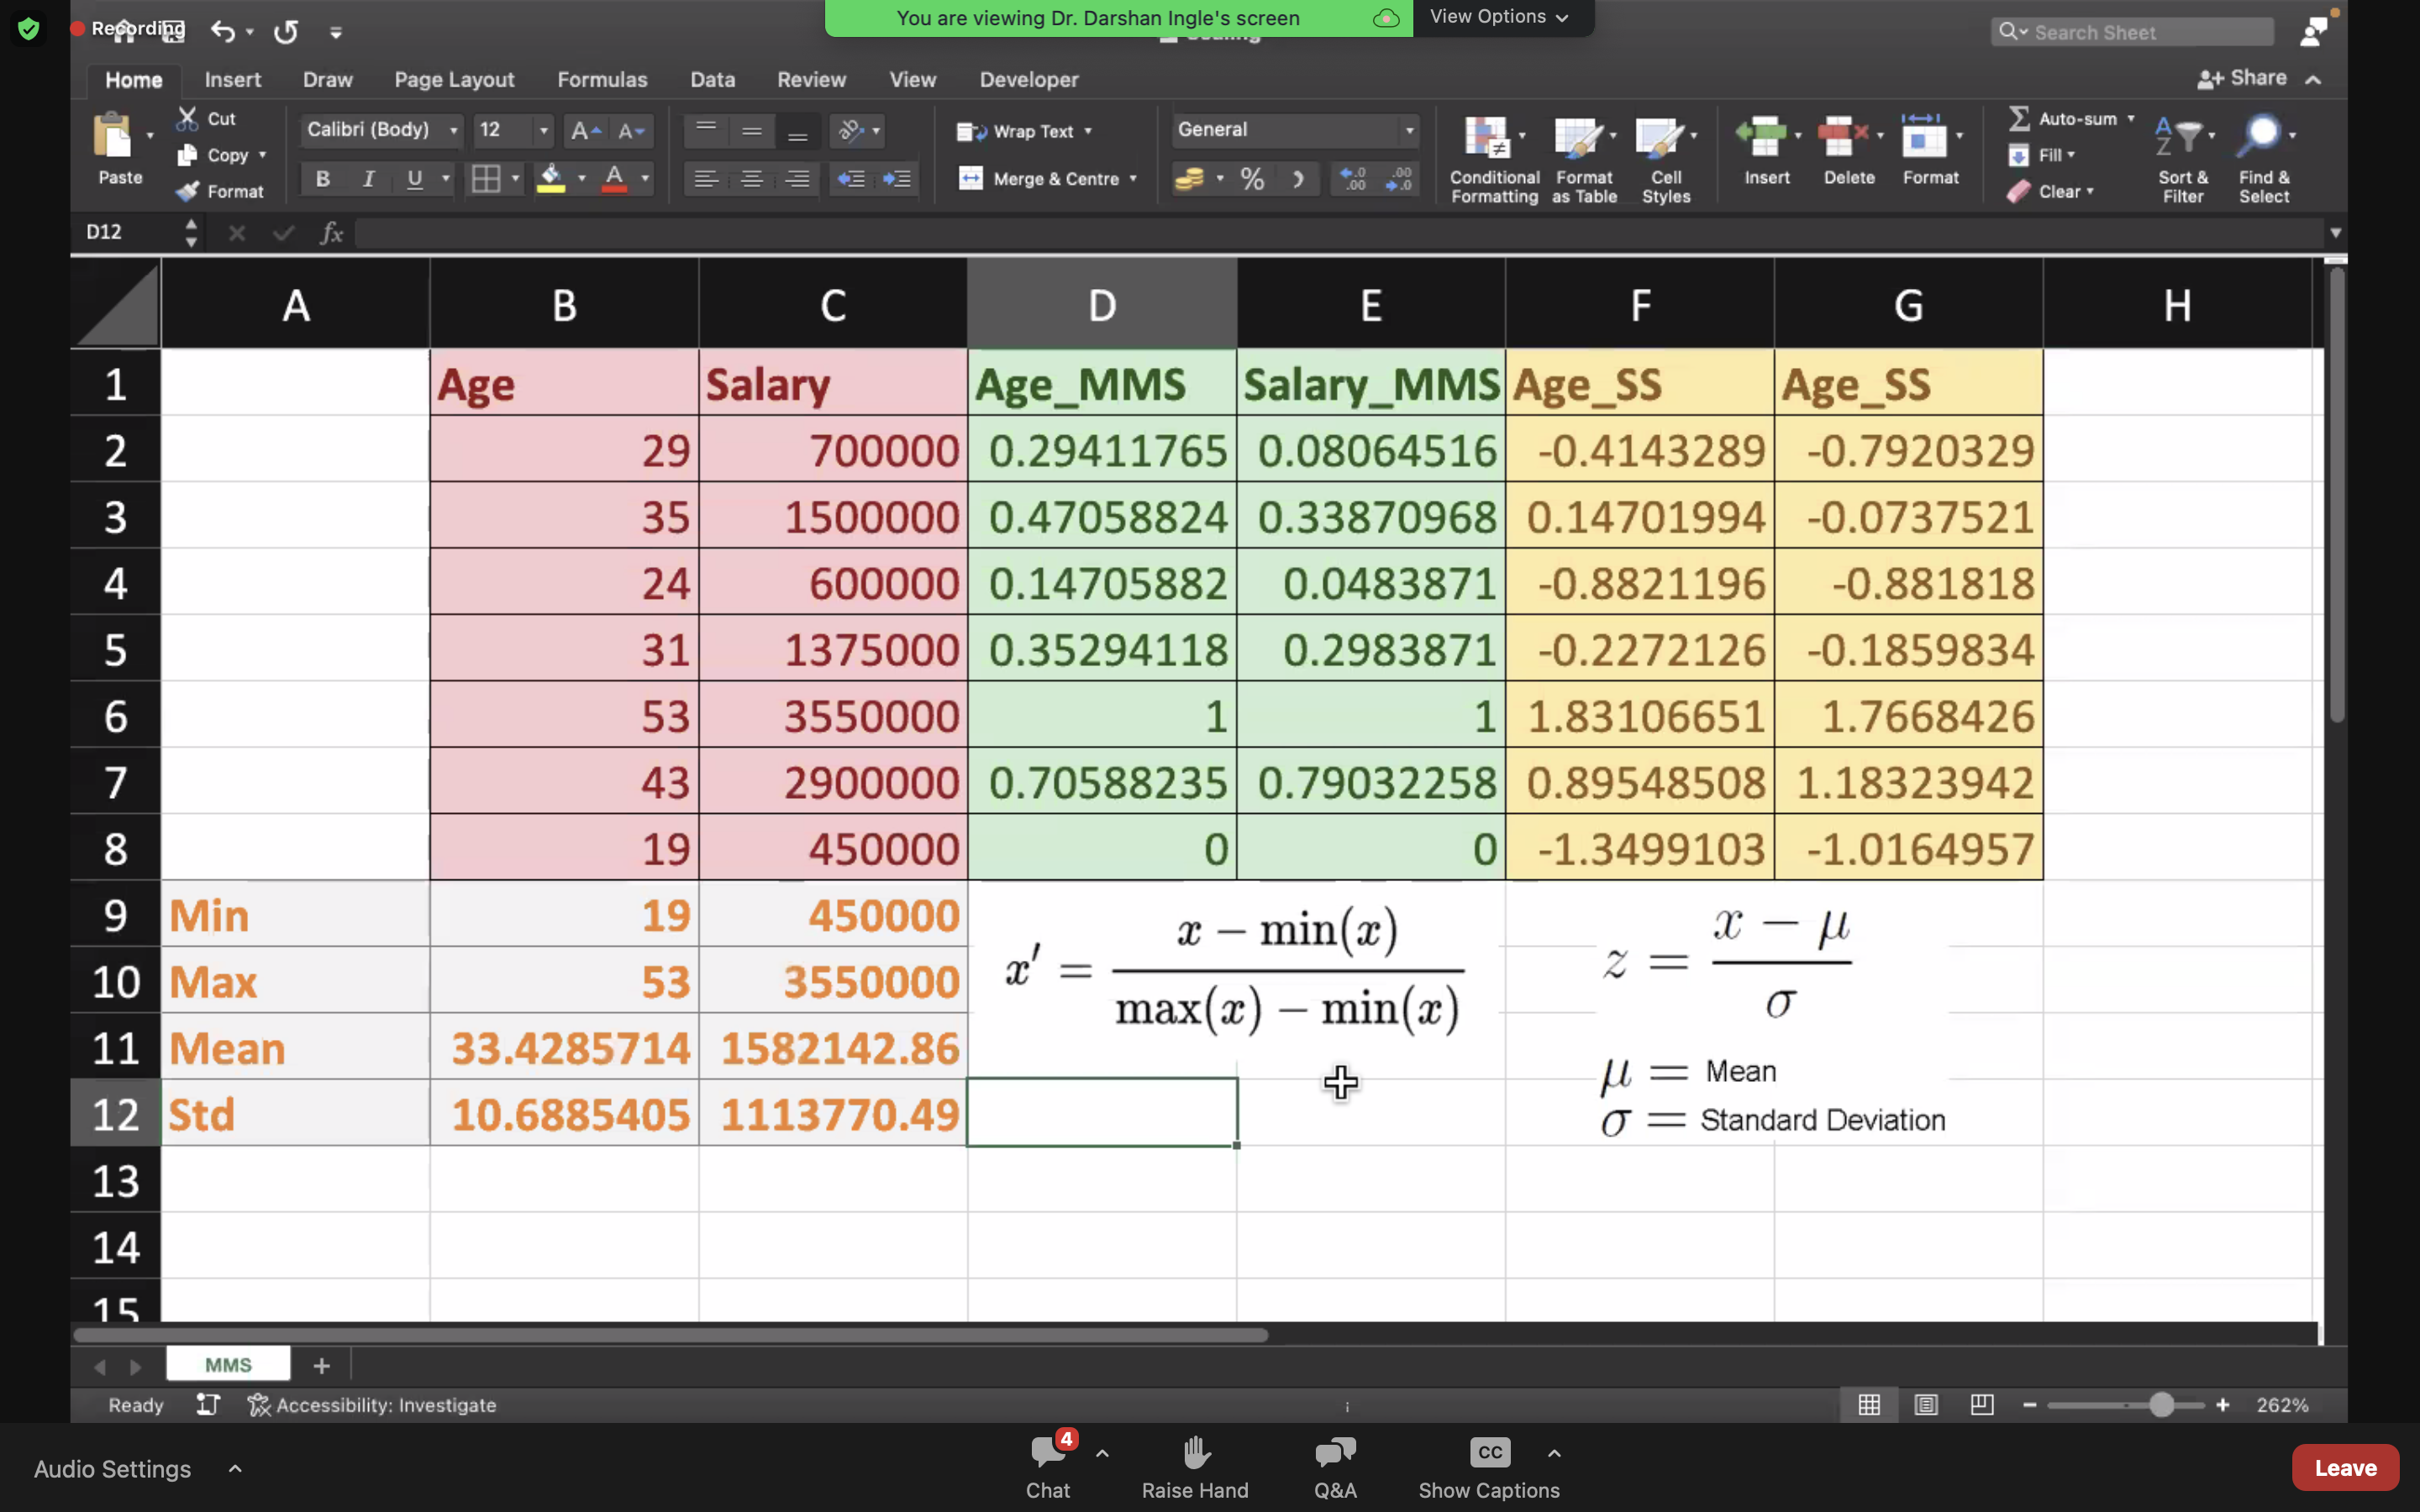 Recording
You are viewing Dr. Darshan Ingle's screen
View Options
Search Sheet
Home Insert Draw Page Layout Formulas Data Review View Developer
Share
Paste
Cut
Copy
Format
Calibri (Body) 12
B I U
Wrap Text
Merge & Centre
General
Conditional Formatting
Format as Table
Cell Styles
Insert
Delete
Format
Auto-sum
Fill
Clear
Sort & Filter
Find & Select
D12 fx
A B C D E F G H
1 Age Salary Age_MMS Salary_MMS Age_SS Age_SS
2 29 700000 0.29411765 0.08064516 -0.4143289 -0.7920329
3 35 1500000 0.47058824 0.33870968 0.14701994 -0.0737521
4 24 600000 0.14705882 0.0483871 -0.8821196 -0.881818
5 31 1375000 0.35294118 0.2983871 -0.2272126 -0.1859834
6 53 3550000 1 1 1.83106651 1.7668426
7 43 2900000 0.70588235 0.79032258 0.89548508 1.18323942
8 19 450000 0 0 -1.3499103 -1.0164957
9 Min 19 450000
10 Max 53 3550000
11 Mean 33.4285714 1582142.86
12 Std 10.6885405 1113770.49
13
14
15
x′ = x − min(x) / max(x) − min(x)
z = x − μ / σ
μ = Mean
σ = Standard Deviation
MMS
Ready
Accessibility: Investigate
262%
Audio Settings
4
Chat
Raise Hand
Q&A
CC
Show Captions
Leave